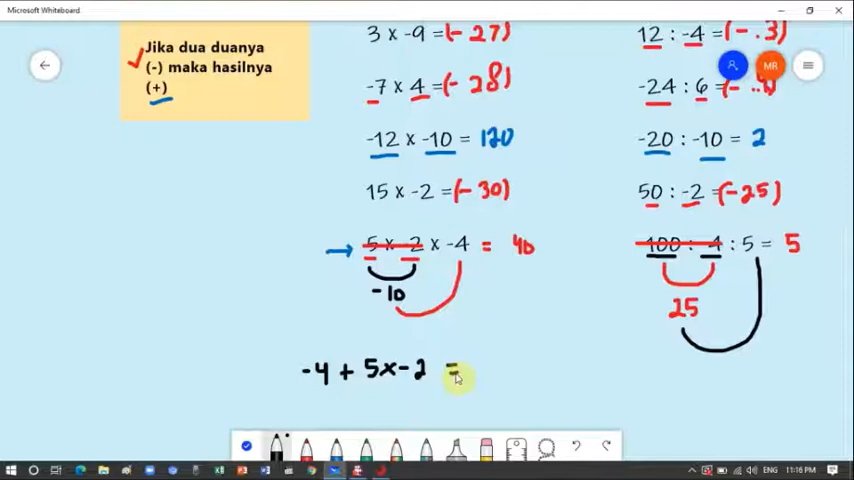 Microsoft Whiteboard
Jika dua duanya
(-) maka hasilnya
(+)
3 x -9 = (- 27)
-7 x 4 = (- 28)
-12 x -10 = 120
15 x -2 = (- 30)
5 x -2 x -4 = 40
-10
-4 + 5x-2 =
12 : -4 = (- . 3)
MR
-24 : 6 = (-
-20 : -10 = 2
50 : -2 = (-25)
100 : 4 : 5 = 5
25
ENG 11:16 PM